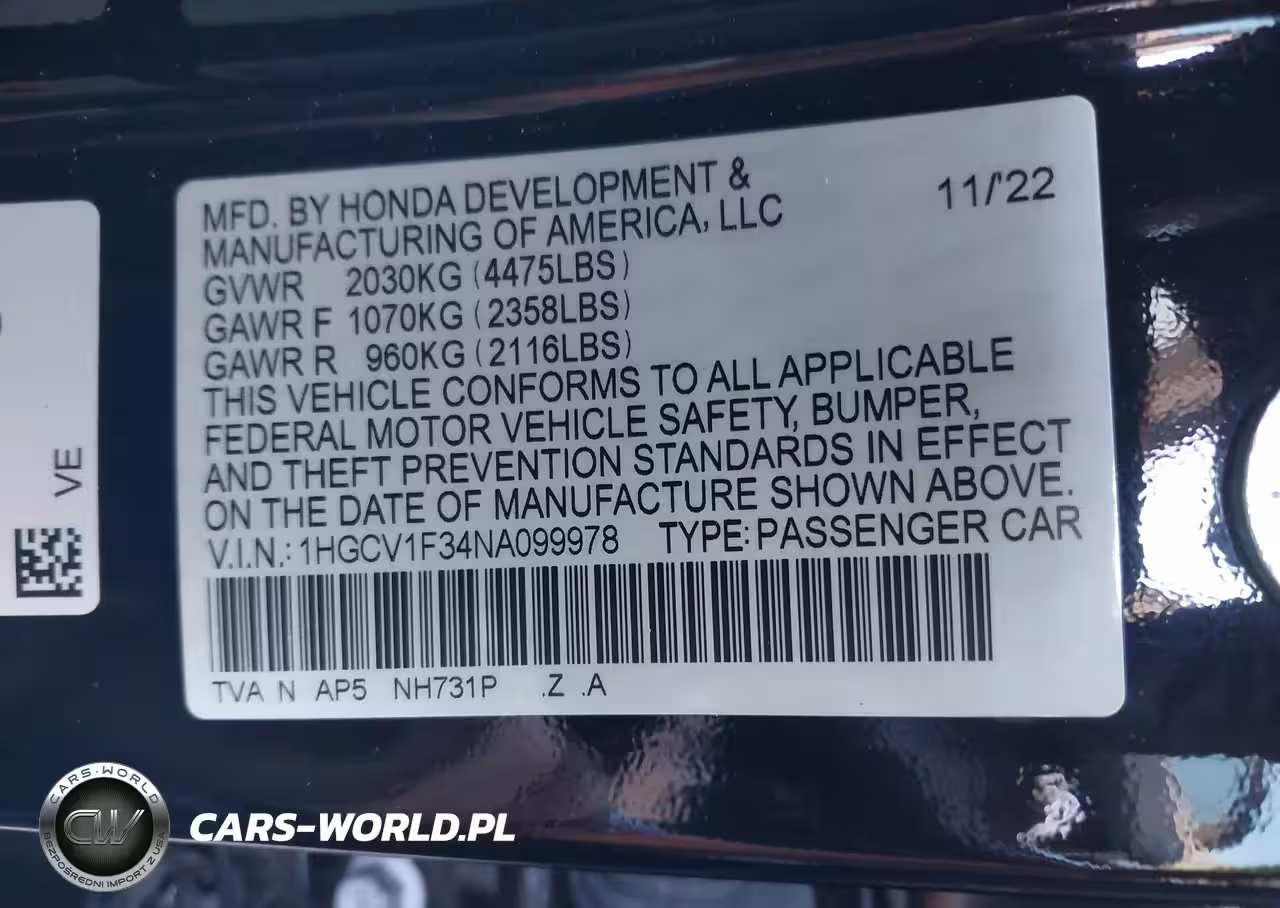 MFD. BY HONDA DEVELOPMENT &
MANUFACTURING OF AMERICA, LLC
11/'22
GVWR 2030KG (4475LBS)
GAWR F 1070KG (2358LBS)
GAWR R 960KG (2116LBS)
THIS VEHICLE CONFORMS TO ALL APPLICABLE
FEDERAL MOTOR VEHICLE SAFETY, BUMPER,
AND THEFT PREVENTION STANDARDS IN EFFECT
ON THE DATE OF MANUFACTURE SHOWN ABOVE.
V.I.N.: 1HGCV1F34NA099978 TYPE: PASSENGER CAR
TVA N AP5 NH731P .Z .A
VE
CARS-WORLD
CW
BEZPOŚREDNI IMPORT Z USA
CARS-WORLD.PL